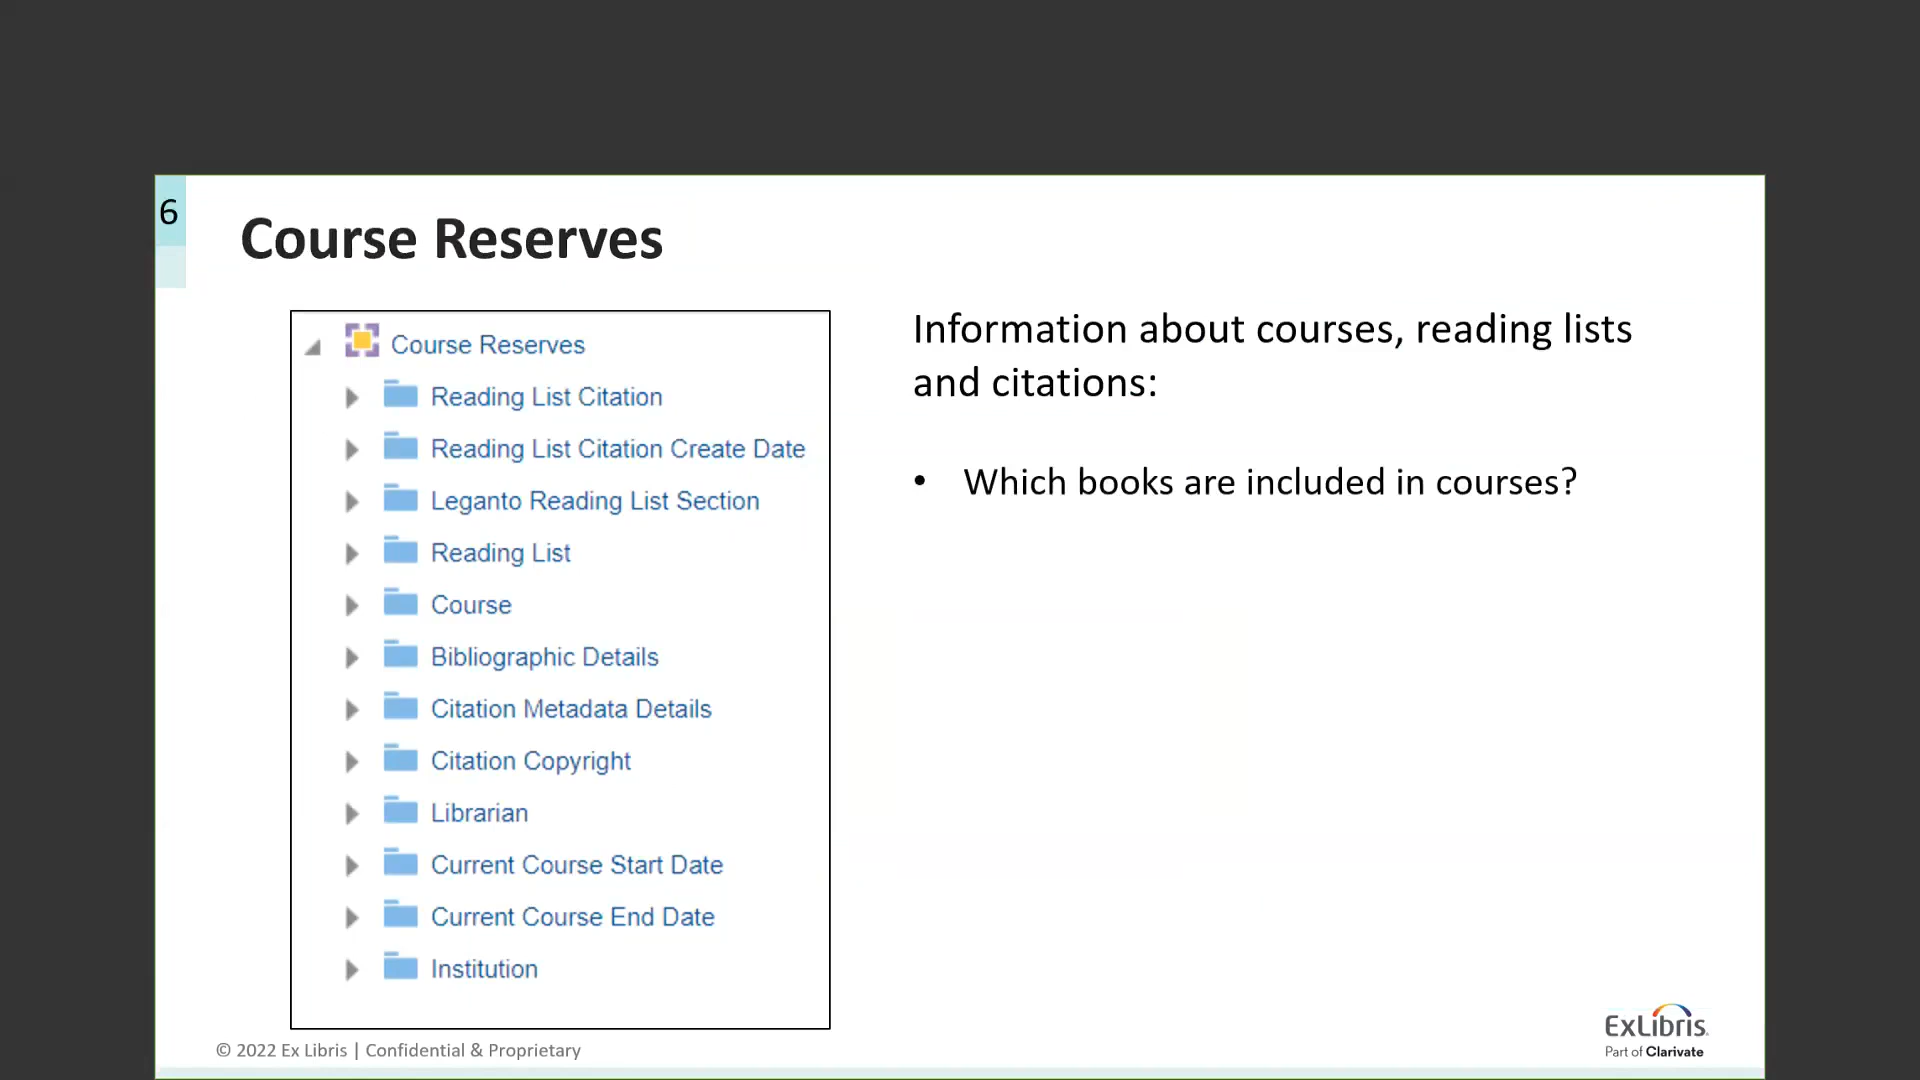 6
Course Reserves
Course Reserves
Reading List Citation
Reading List Citation Create Date
Leganto Reading List Section
Reading List
Course
Bibliographic Details
Citation Metadata Details
Citation Copyright
Librarian
Current Course Start Date
Current Course End Date
Institution
Information about courses, reading lists
and citations:
• Which books are included in courses?
© 2022 Ex Libris | Confidential & Proprietary
ExLibris
Part of Clarivate